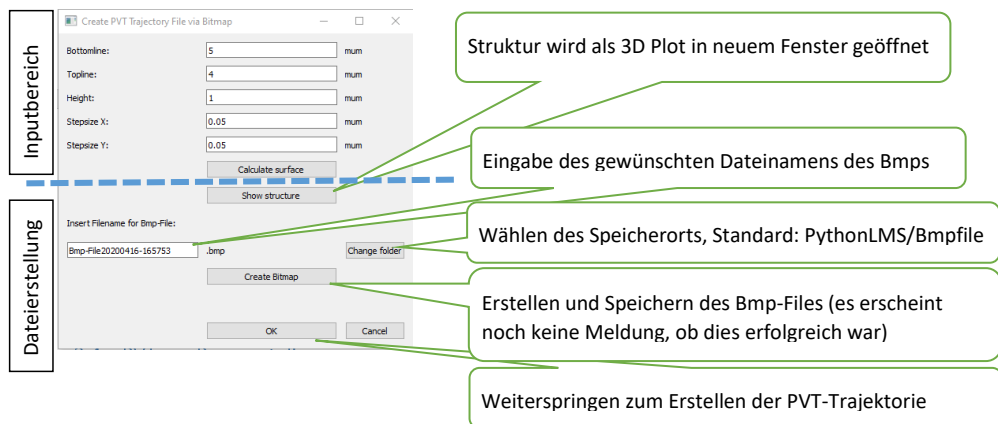 Inputbereich
Create PVT Trajectory File via Bitmap
Bottomline: 5 mum
Topline: 4 mum
Height: 1 mum
Stepsize X: 0.05 mum
Stepsize Y: 0.05 mum
Calculate surface
Show structure
Struktur wird als 3D Plot in neuem Fenster geöffnet
Dateierstellung
Insert Filename for Bmp-File:
Bmp-File20200416-165753 .bmp Change folder
Create Bitmap
OK Cancel
Eingabe des gewünschten Dateinamens des Bmps
Wählen des Speicherorts, Standard: PythonLMS/Bmpfile
Erstellen und Speichern des Bmp-Files (es erscheint
noch keine Meldung, ob dies erfolgreich war)
Weiterspringen zum Erstellen der PVT-Trajektorie